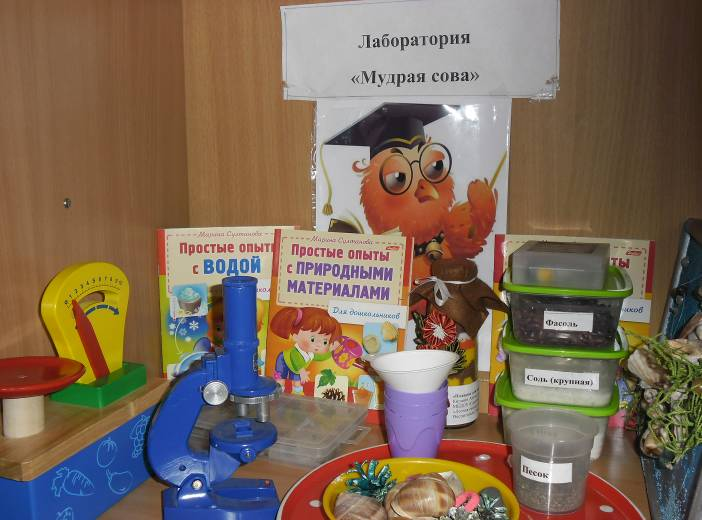 Лаборатория
«Мудрая сова»
Марина Султанова
Простые опыты
с ВОДОЙ
Марина Султанова
Простые опыты
с ПРИРОДНЫМИ
МАТЕРИАЛАМИ
Для дошкольников
Фасоль
Соль (крупная)
Песок